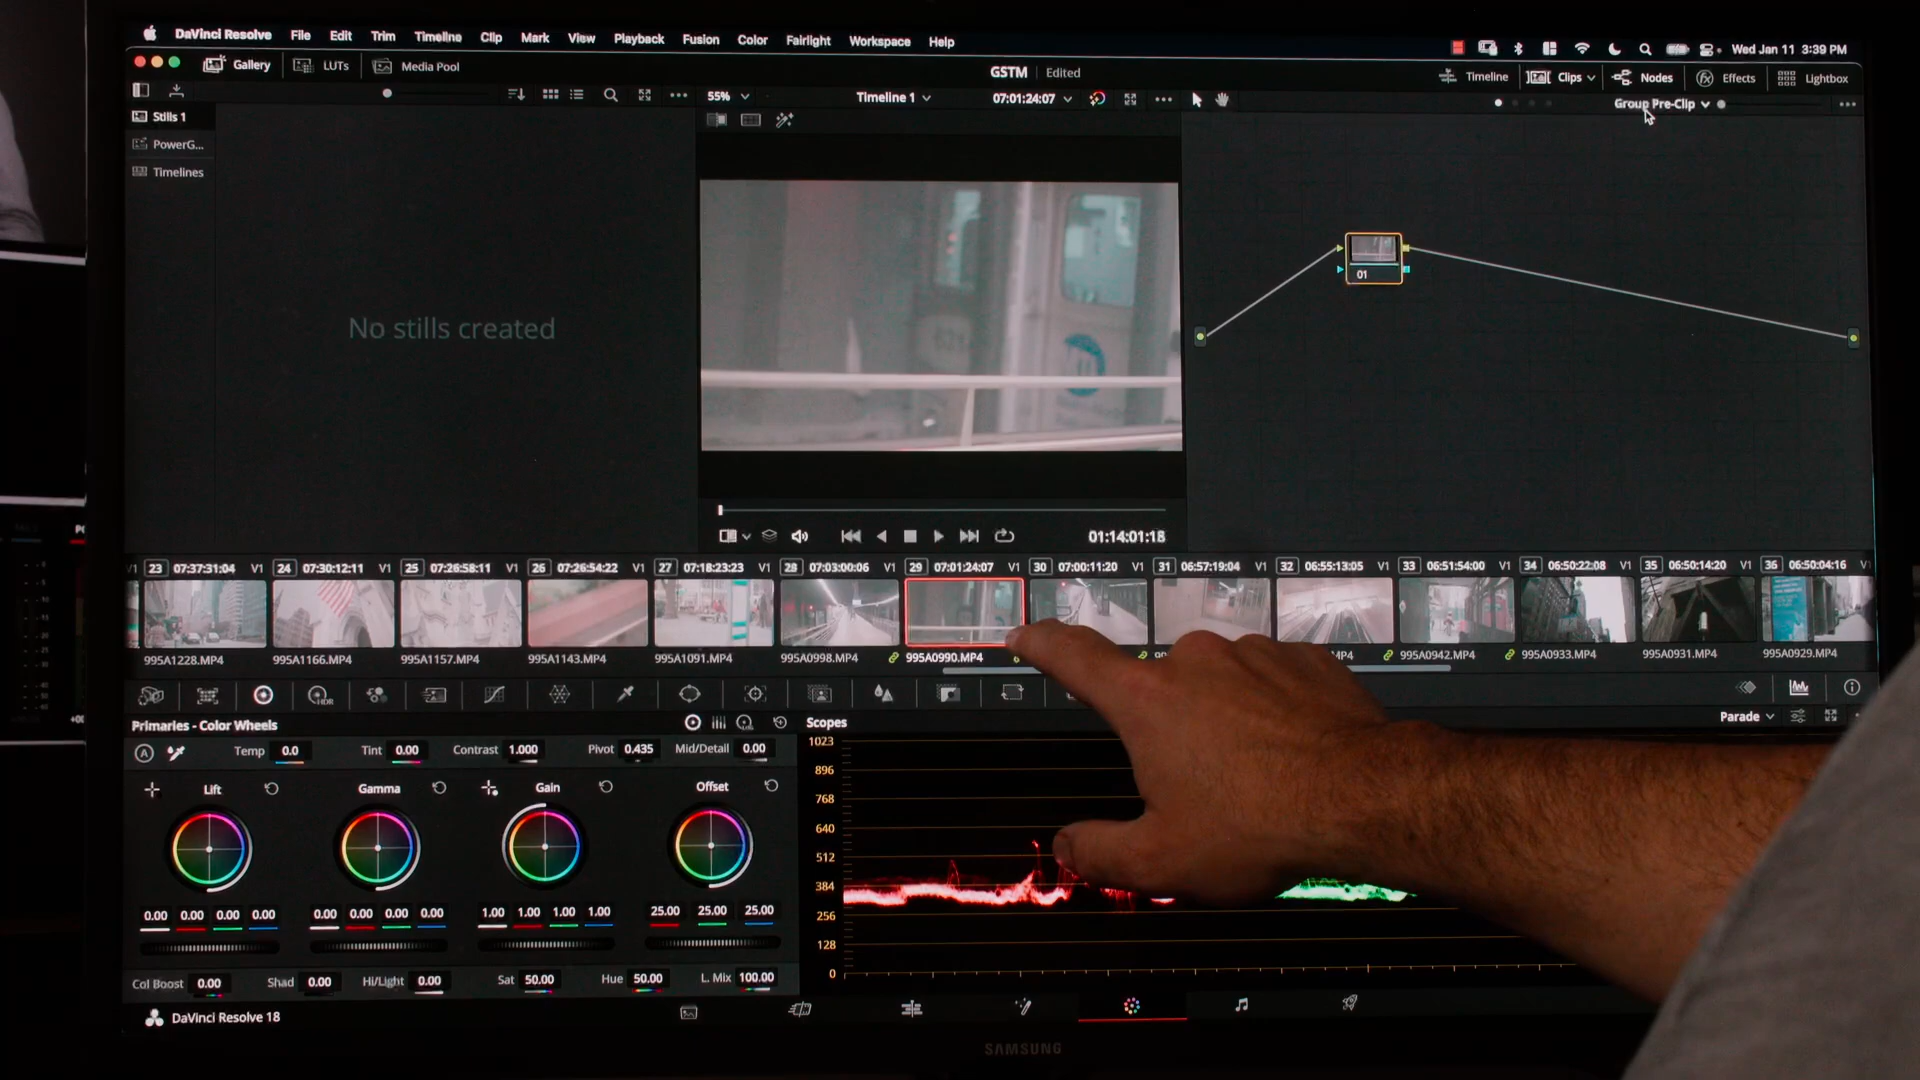 DaVinci Resolve File Edit Trim Timeline Clip Mark View Playback Fusion Color Fairlight Workspace Help Wed Jan 11 3:39 PM
Gallery LUTs Media Pool GSTM Edited Timeline Clips Nodes Effects Lightbox
55% Timeline 1 07:01:24:07 Group Pre-Clip
Stills 1
PowerG...
Timelines
No stills created
01
01:14:01:18
23 07:37:31:04 V1 24 07:30:12:11 V1 25 07:26:58:11 V1 26 07:26:54:22 V1 27 07:18:23:23 V1 28 07:03:00:06 V1 29 07:01:24:07 V1 30 07:00:11:20 V1 31 06:57:19:04 V1 32 06:55:13:05 V1 33 06:51:54:00 V1 34 06:50:22:08 V1 35 06:50:14:20 V1 36 06:50:04:16
995A1228.MP4 995A1166.MP4 995A1157.MP4 995A1143.MP4 995A1091.MP4 995A0998.MP4 995A0990.MP4 .MP4 995A0942.MP4 995A0933.MP4 995A0931.MP4 995A0929.MP4
HDR
Primaries - Color Wheels Scopes Parade
A Temp 0.0 Tint 0.00 Contrast 1.000 Pivot 0.435 Mid/Detail 0.00
Lift Gamma Gain Offset
0.00 0.00 0.00 0.00 0.00 0.00 0.00 0.00 1.00 1.00 1.00 1.00 25.00 25.00 25.00
Col Boost 0.00 Shad 0.00 Hi/Light 0.00 Sat 50.00 Hue 50.00 L. Mix 100.00
1023
896
768
640
512
384
256
128
0
DaVinci Resolve 18
SAMSUNG